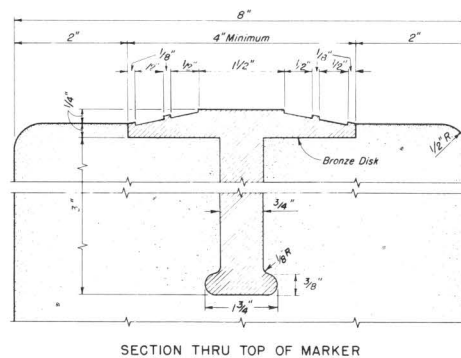 8"
2" 4" Minimum 2"
1/8" 1/8"
1/2" 1/2" 1 1/2" 1/2" 1/2"
1/4"
Bronze Disk
1/2" R
3/4"
1/8" R
3/8"
1 3/4"
SECTION THRU TOP OF MARKER